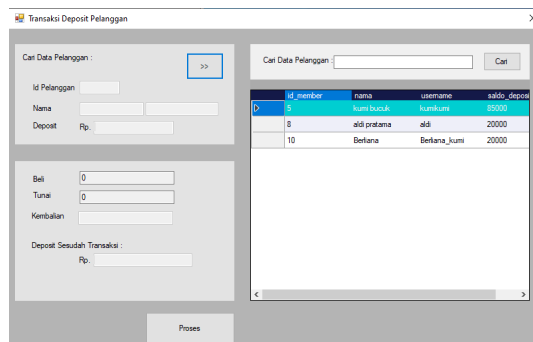 Transaksi Deposit Pelanggan
Cari Data Pelanggan :
>>
Id Pelanggan
Nama
Deposit Rp.
Beli 0
Tunai 0
Kembalian
Deposit Sesudah Transaksi :
Rp.
Proses
Cari Data Pelanggan : Cari
id_member nama username saldo_deposi
5 kumi bucuk kumikumi 85000
8 aldi pratama aldi 20000
10 Berliana Berliana_kumi 20000